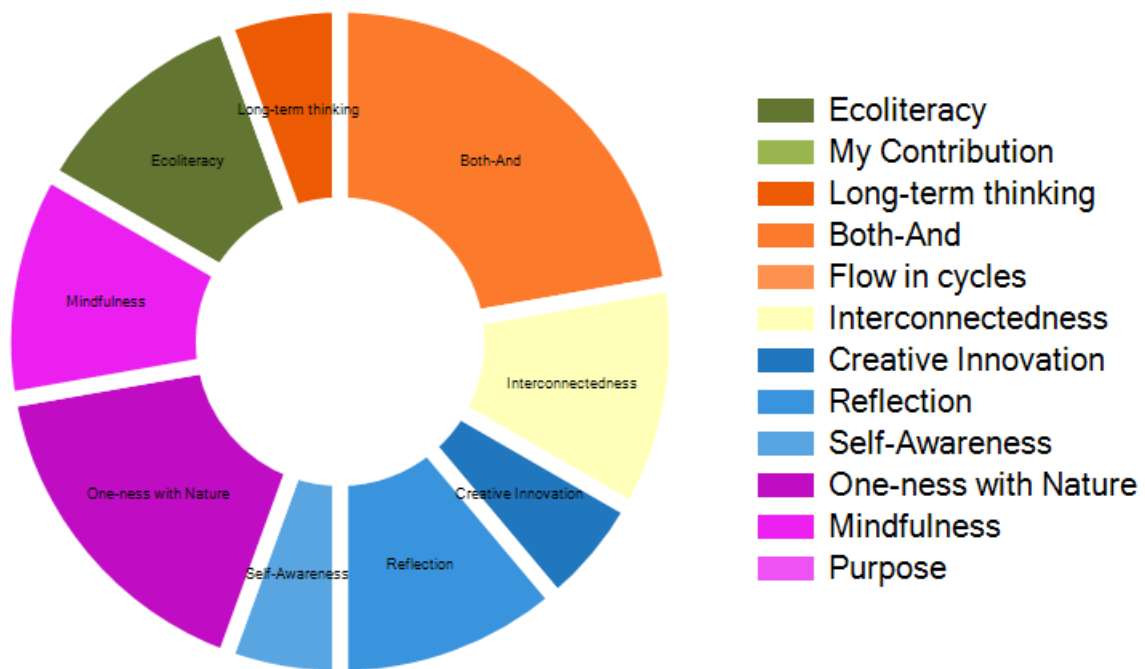 Long-term thinking
Both-And
Ecoliteracy
Mindfulness
Interconnectedness
One-ness with Nature
Creative Innovation
Self-Awareness
Reflection
Ecoliteracy
My Contribution
Long-term thinking
Both-And
Flow in cycles
Interconnectedness
Creative Innovation
Reflection
Self-Awareness
One-ness with Nature
Mindfulness
Purpose